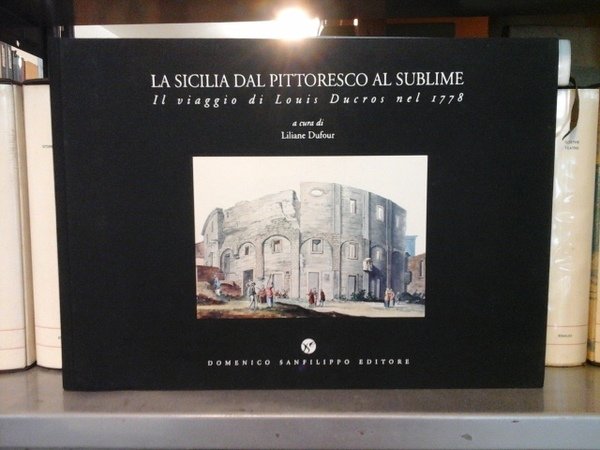 LA SICILIA DAL PITTORESCO AL SUBLIME
Il viaggio di Louis Ducros nel 1778
a cura di
Liliane Dufour
DOMENICO SANFILIPPO EDITORE